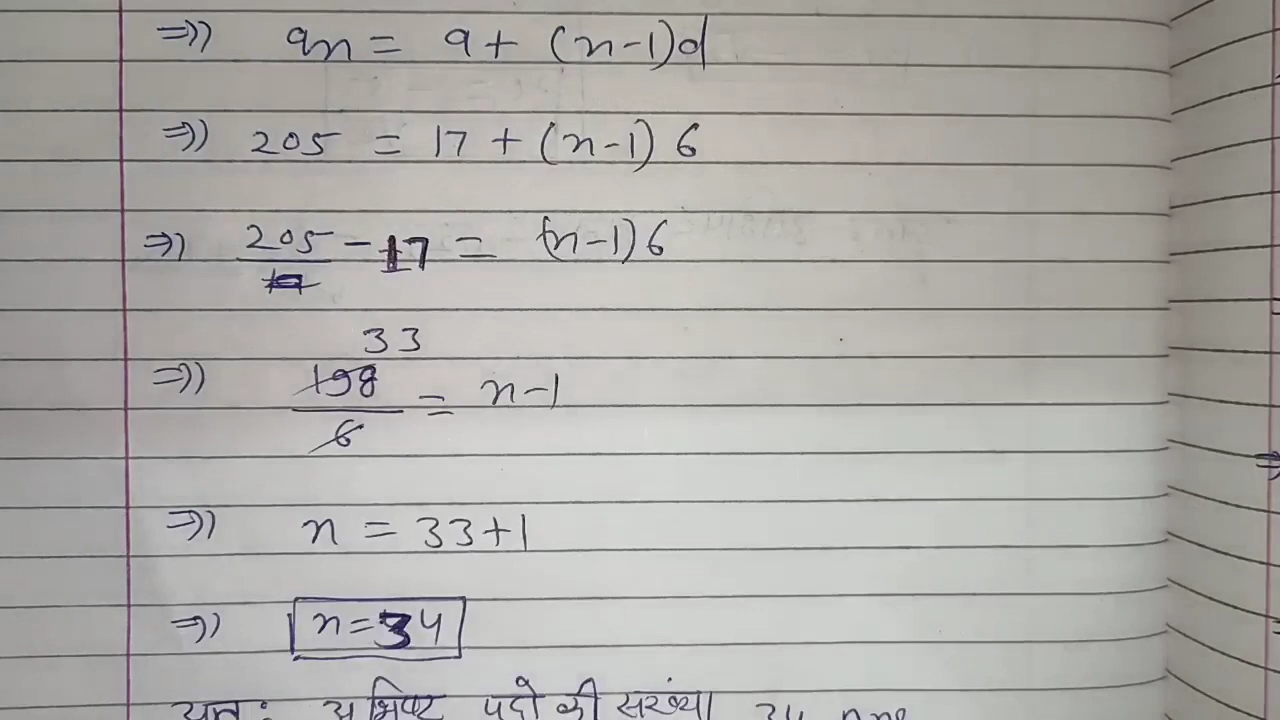 ⇒ an = a + (n-1)d
⇒ 205 = 17 + (n-1) 6
⇒ 205 - 17 = (n-1)6
⇒ 198/6 = n-1
33
⇒ n = 33+1
⇒ n = 34
अतः अभिष्ट पदो की संख्या 34